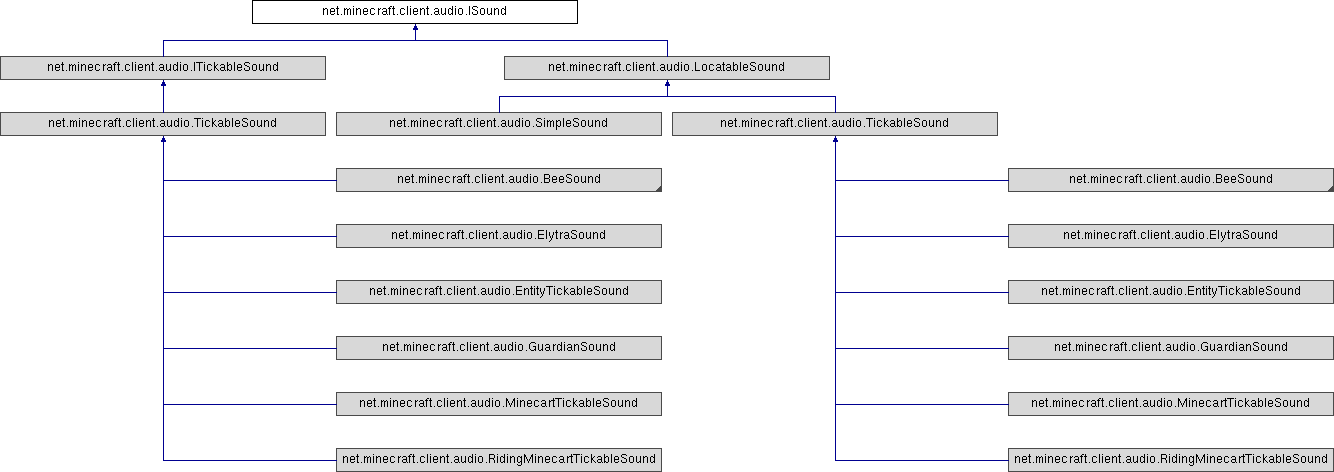 net.minecraft.client.audio.ISound
net.minecraft.client.audio.ITickableSound
net.minecraft.client.audio.LocatableSound
net.minecraft.client.audio.TickableSound
net.minecraft.client.audio.SimpleSound
net.minecraft.client.audio.TickableSound
net.minecraft.client.audio.BeeSound
net.minecraft.client.audio.BeeSound
net.minecraft.client.audio.ElytraSound
net.minecraft.client.audio.ElytraSound
net.minecraft.client.audio.EntityTickableSound
net.minecraft.client.audio.EntityTickableSound
net.minecraft.client.audio.GuardianSound
net.minecraft.client.audio.GuardianSound
net.minecraft.client.audio.MinecartTickableSound
net.minecraft.client.audio.MinecartTickableSound
net.minecraft.client.audio.RidingMinecartTickableSound
net.minecraft.client.audio.RidingMinecartTickableSound